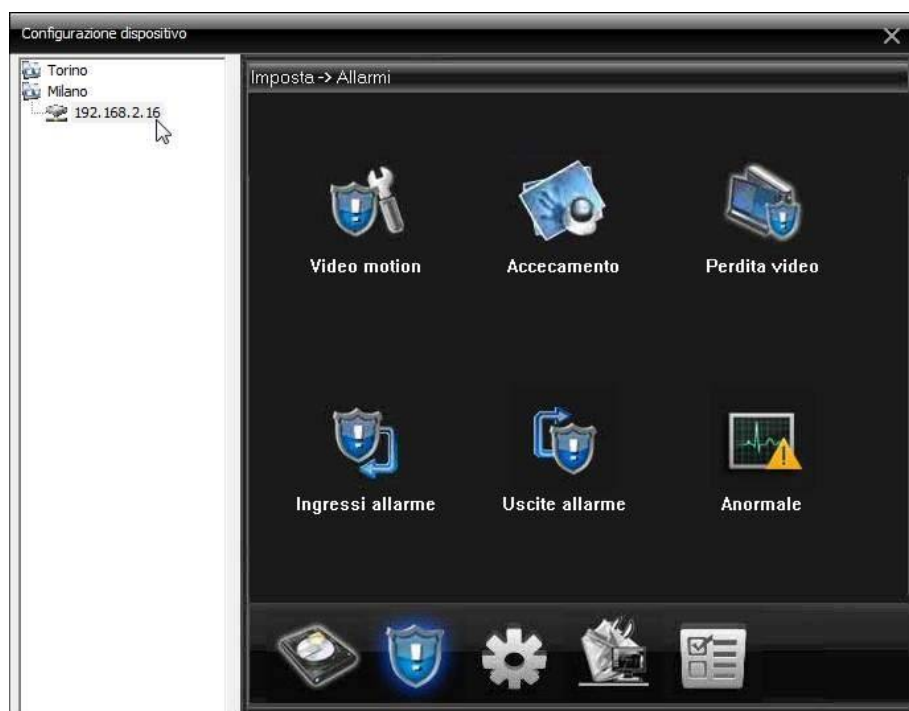 Configurazione dispositivo
Torino
Milano
192.168.2.16
Imposta -> Allarmi
Video motion
Accecamento
Perdita video
Ingressi allarme
Uscite allarme
Anormale